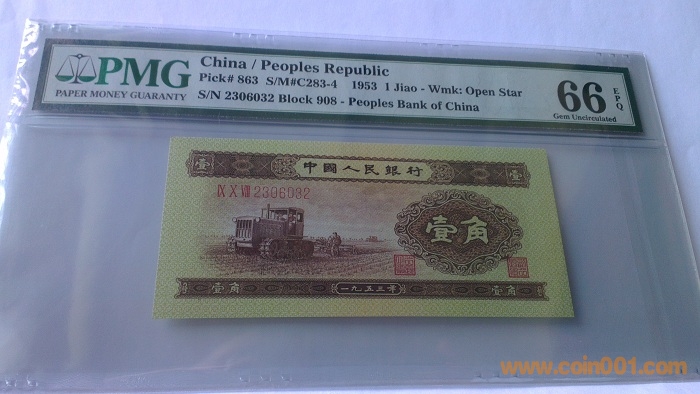 PMG
PAPER MONEY GUARANTY
China / Peoples Republic
Pick# 863 S/M#C283-4 1953 1 Jiao - Wmk: Open Star
S/N 2306032 Block 908 - Peoples Bank of China
66 EPQ
Gem Uncirculated
壹 中國人民銀行 壹
IX X VIII 2306032
壹角
壹角 一九五三年 壹角
www.coin001.com